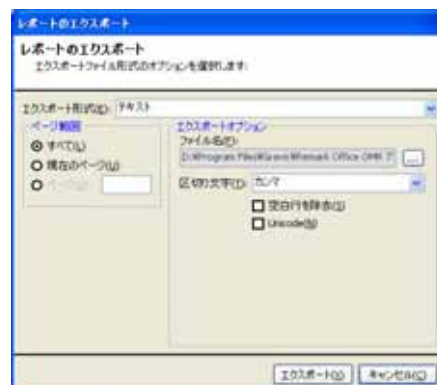 レポートのエクスポート
レポートのエクスポート
エクスポートファイル形式のオプションを選択します:
エクスポート形式(E): テキスト
ページ範囲
すべて(L)
現在のページ(U)
エクスポートオプション
ファイル名(F):
...
区切り文字(D): カンマ
空白行を除去(S)
Unicode(N)
エクスポート(X)
キャンセル(C)